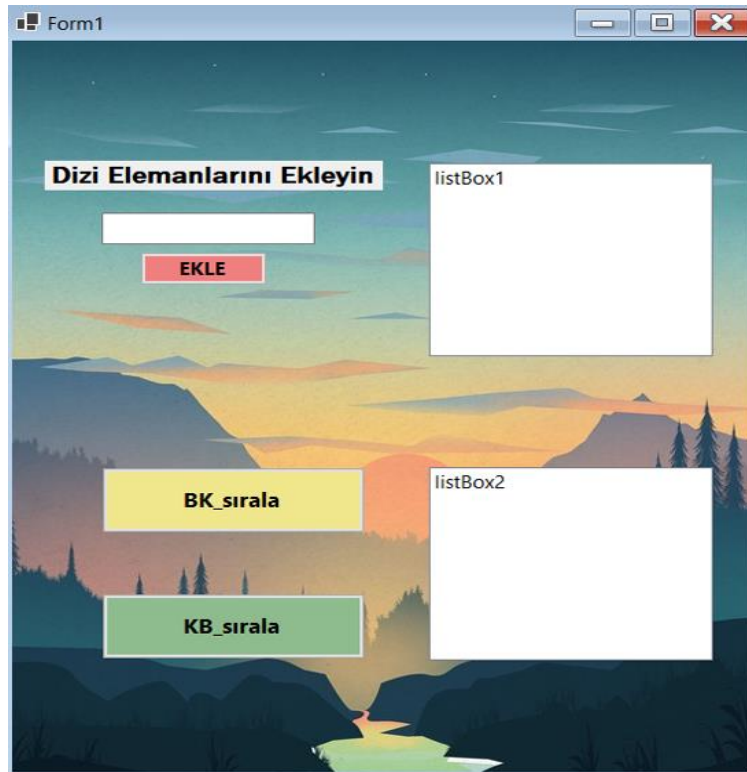 Form1
Dizi Elemanlarını Ekleyin
EKLE
listBox1
BK_sırala
KB_sırala
listBox2